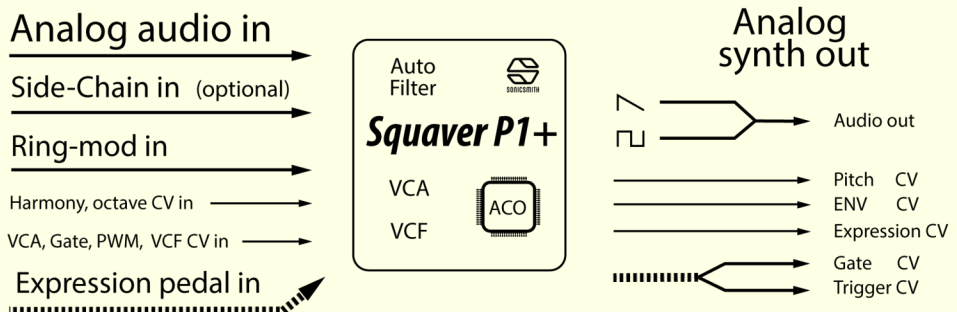 Analog audio in
Side-Chain in (optional)
Ring-mod in
Harmony, octave CV in
VCA, Gate, PWM, VCF CV in
Expression pedal in
Auto
Filter
SONICSMITH
Squaver P1+
VCA
ACO
VCF
Analog
synth out
Audio out
Pitch CV
ENV CV
Expression CV
Gate CV
Trigger CV